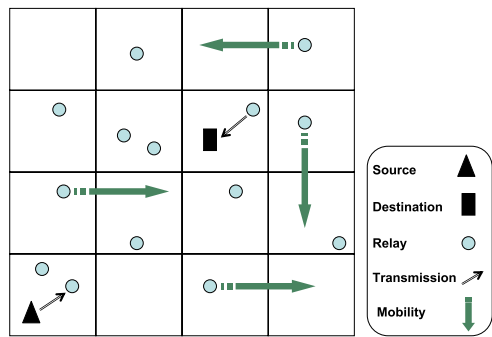 Source
Destination
Relay
Transmission
Mobility